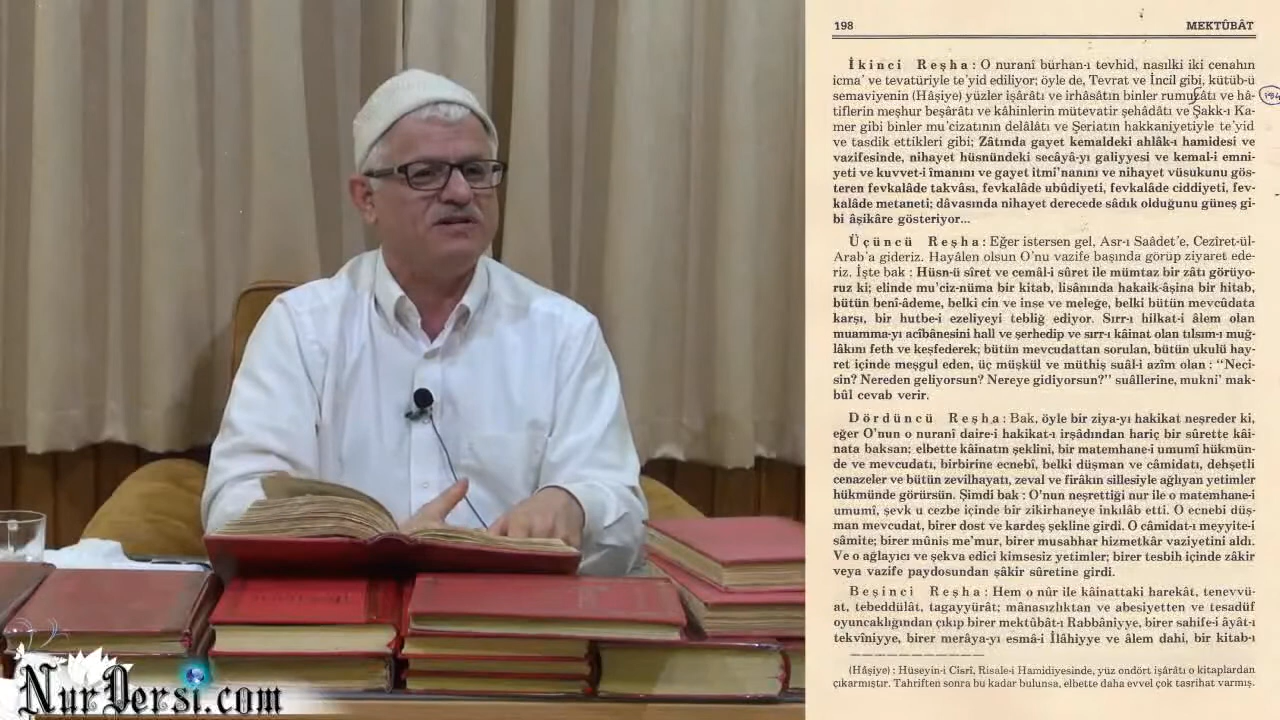 198 MEKTÛBÂT
İkinci Reşha : O nuranî bürhan-ı tevhid, nasılki iki cenahın
icma' ve tevatüriyle te'yid ediliyor; öyle de, Tevrat ve İncil gibi, kütüb-ü
semaviyenin (Hâşiye) yüzler işârâtı ve irhâsâtın binler rumuzâtı ve hâ-
tiflerin meşhur beşârâtı ve kâhinlerin mütevatir şehâdâtı ve Şakk-ı Ka-
mer gibi binler mu'cizatının delâlâtı ve Şeriatın hakkaniyetiyle te'yid
ve tasdik ettikleri gibi; Zâtında gayet kemaldeki ahlâk-ı hamidesi ve
vazifesinde, nihayet hüsnündeki secâyâ-yı galiyyesi ve kemal-i emni-
yeti ve kuvvet-i îmanını ve gayet itmî'nanını ve nihayet vüsukunu gös-
teren fevkalâde takvâsı, fevkalâde ubûdiyeti, fevkalâde ciddiyeti, fev-
kalâde metaneti; dâvasında nihayet derecede sâdık olduğunu güneş gi-
bi âşikâre gösteriyor...
Üçüncü Reşha : Eğer istersen gel, Asr-ı Saâdet'e, Cezîret-ül-
Arab'a gideriz. Hayâlen olsun O'nu vazife başında görüp ziyaret ede-
riz. İşte bak : Hüsn-ü sîret ve cemâl-i sûret ile mümtaz bir zâtı görüyo-
ruz ki; elinde mu'ciz-nüma bir kitab, lisânında hakaik-âşina bir hitab,
bütün benî-âdeme, belki cin ve inse ve meleğe, belki bütün mevcûdata
karşı, bir hutbe-i ezeliyeyi tebliğ ediyor. Sırr-ı hilkat-i âlem olan
muamma-yı acîbânesini hall ve şerhedip ve sırr-ı kâinat olan tılsım-ı muğ-
lâkını feth ve keşfederek; bütün mevcudattan sorulan, bütün ukulü hay-
ret içinde meşgul eden, üç müşkül ve müthiş suâl-i azîm olan : "Neci-
sin? Nereden geliyorsun? Nereye gidiyorsun?" suâllerine, mukni' mak-
bûl cevab verir.
Dördüncü Reşha : Bak, öyle bir ziya-yı hakikat neşreder ki,
eğer O'nun o nuranî daire-i hakikat-ı irşâdından hariç bir sûrette kâi-
nata baksan; elbette kâinatın şeklinî, bir matemhane-i umumî hükmün-
de ve mevcudatı, birbirine ecnebî, belki düşman ve câmidatı, dehşetli
cenazeler ve bütün zevilhayatı, zeval ve firâkın sillesiyle ağlıyan yetimler
hükmünde görürsün. Şimdi bak : O'nun neşrettiği nur ile o matemhane-i
umumî, şevk u cezbe içinde bir zikirhaneye inkılâb etti. O ecnebi düş-
man mevcudat, birer dost ve kardeş şekline girdi. O câmidat-ı meyyite-i
sâmite; birer mûnis me'mur, birer musahhar hizmetkâr vaziyetini aldı.
Ve o ağlayıcı ve şekva edici kimsesiz yetimler; birer tesbih içinde zâkir
veya vazife paydosundan şâkir sûretine girdi.
Beşinci Reşha : Hem o nûr ile kâinattaki harekât, tenevvü-
at, tebeddülât, tagayyürât; mânasızlıktan ve abesiyetten ve tesadüf
oyuncaklığından çıkıp birer mektûbât-ı Rabbâniyye, birer sahife-i âyât-ı
tekvîniyye, birer merâya-yı esmâ-i İlâhiyye ve âlem dahi, bir kitab-ı
(Hâşiye) : Hüseyin-i Cisrî, Risale-i Hamidiyesinde, yüz ondört işârâtı o kitaplardan
çıkarmıştır. Tahriften sonra bu kadar bulunsa, elbette daha evvel çok tasrihat varmış.
NurDersi.com